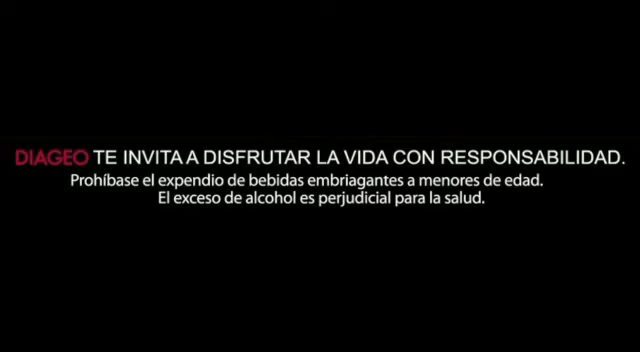 DIAGEO TE INVITA A DISFRUTAR LA VIDA CON RESPONSABILIDAD.
Prohíbase el expendio de bebidas embriagantes a menores de edad.
El exceso de alcohol es perjudicial para la salud.